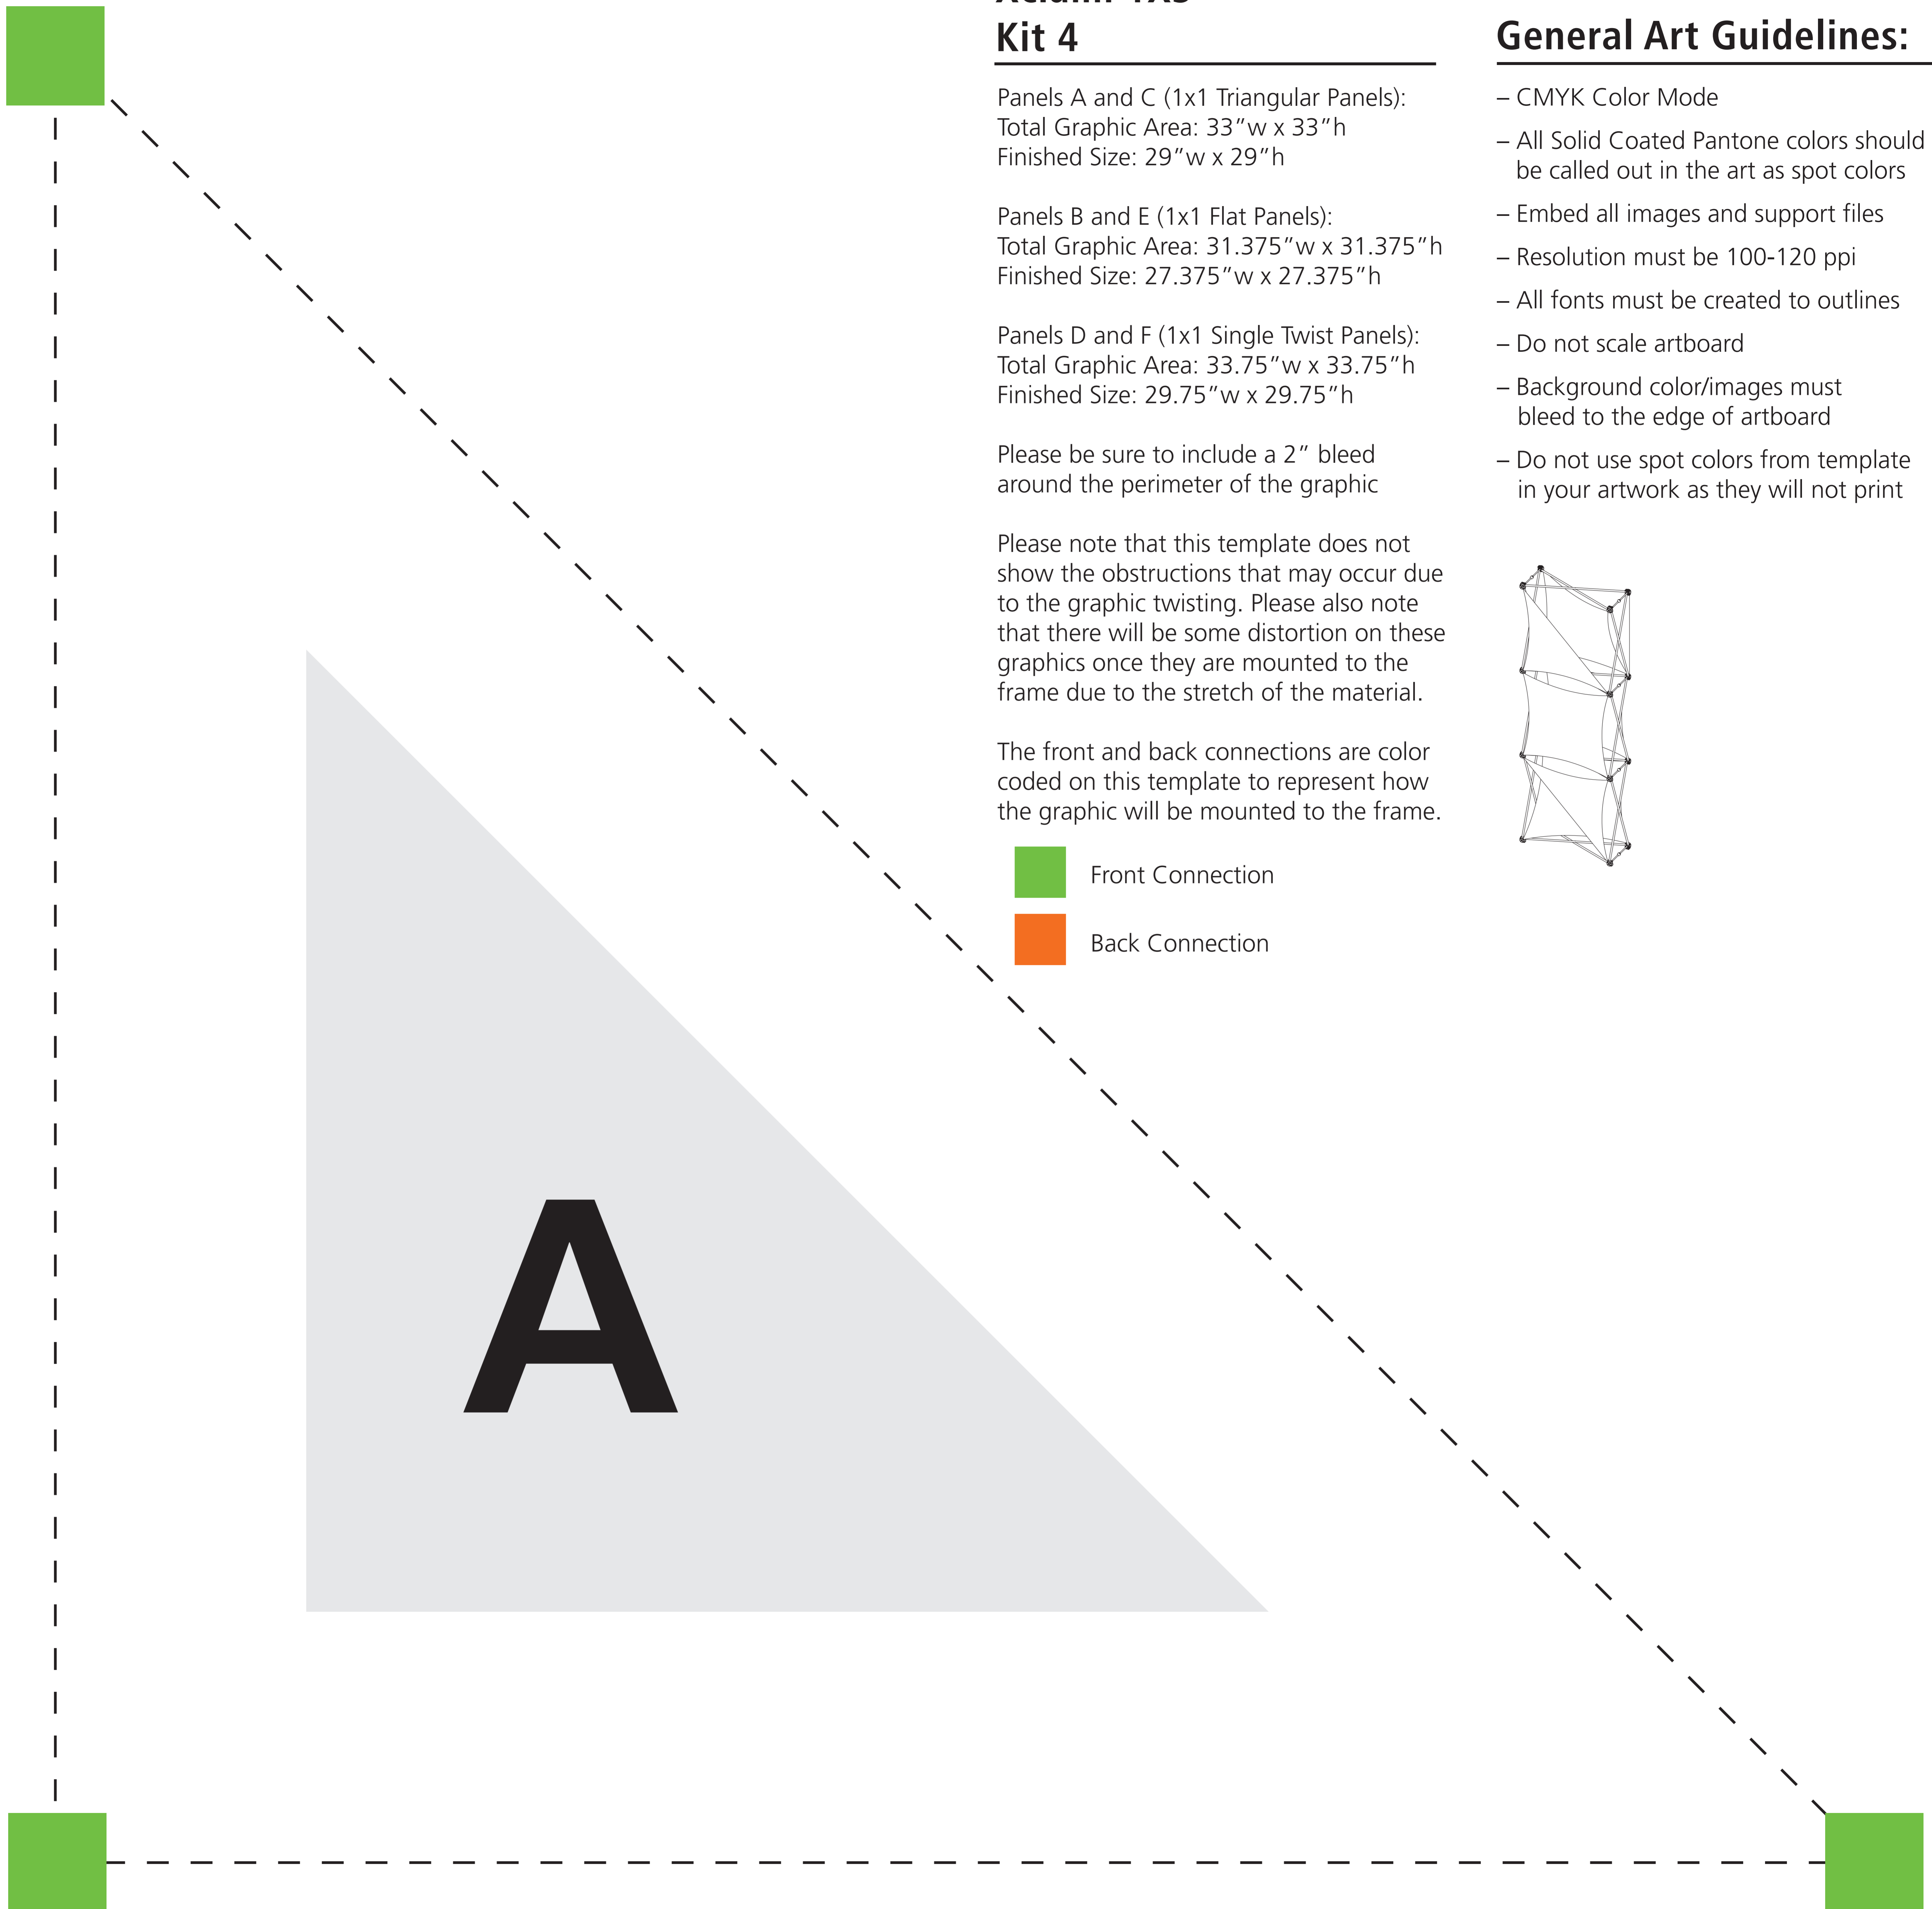 Kit 4
Panels A and C (1x1 Triangular Panels):
Total Graphic Area: 33”w x 33”h
Finished Size: 29”w x 29”h
Panels B and E (1x1 Flat Panels):
Total Graphic Area: 31.375”w x 31.375”h
Finished Size: 27.375”w x 27.375”h
Panels D and F (1x1 Single Twist Panels):
Total Graphic Area: 33.75”w x 33.75”h
Finished Size: 29.75”w x 29.75”h
Please be sure to include a 2” bleed
around the perimeter of the graphic
Please note that this template does not
show the obstructions that may occur due
to the graphic twisting. Please also note
that there will be some distortion on these
graphics once they are mounted to the
frame due to the stretch of the material.
The front and back connections are color
coded on this template to represent how
the graphic will be mounted to the frame.
Front Connection
Back Connection
General Art Guidelines:
– CMYK Color Mode
– All Solid Coated Pantone colors should
be called out in the art as spot colors
– Embed all images and support files
– Resolution must be 100-120 ppi
– All fonts must be created to outlines
– Do not scale artboard
– Background color/images must
bleed to the edge of artboard
– Do not use spot colors from template
in your artwork as they will not print
A